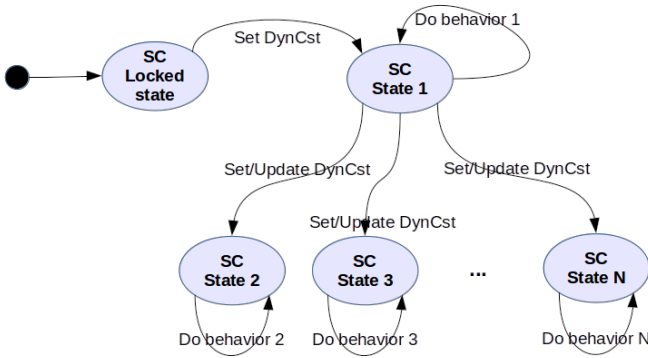 Do behavior 1
Set DynCst
SC
Locked
state
SC
State 1
Set/Update DynCst
Set/Update DynCst
Set/Update DynCst
SC
State 2
SC
State 3
...
SC
State N
Do behavior 2
Do behavior 3
Do behavior N